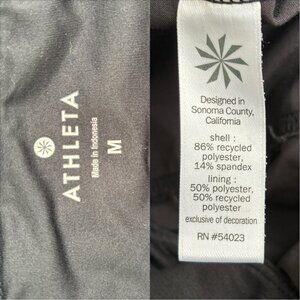 ATHLETA
Made in Indonesia
M
Designed in
Sonoma County,
California
shell :
86% recycled
polyester,
14% spandex
lining :
50% polyester,
50% recycled
polyester
exclusive of decoration
RN #54023